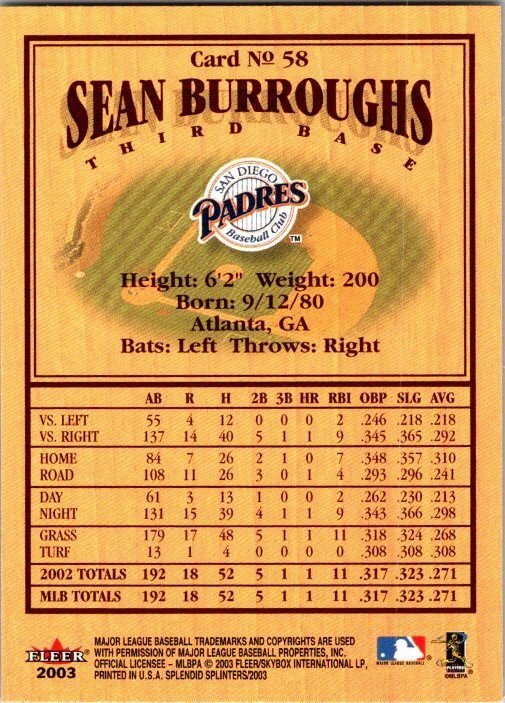 Card Nº 58
SEAN BURROUGHS
THIRD BASE
SAN DIEGO
PADRES
Baseball Club
TM
Height: 6'2" Weight: 200
Born: 9/12/80
Atlanta, GA
Bats: Left Throws: Right
AB R H 2B 3B HR RBI OBP SLG AVG
VS. LEFT 55 4 12 0 0 0 2 .246 .218 .218
VS. RIGHT 137 14 40 5 1 1 9 .345 .365 .292
HOME 84 7 26 2 1 0 7 .348 .357 .310
ROAD 108 11 26 3 0 1 4 .293 .296 .241
DAY 61 3 13 1 0 0 2 .262 .230 .213
NIGHT 131 15 39 4 1 1 9 .343 .366 .298
GRASS 179 17 48 5 1 1 11 .318 .324 .268
TURF 13 1 4 0 0 0 0 .308 .308 .308
2002 TOTALS 192 18 52 5 1 1 11 .317 .323 .271
MLB TOTALS 192 18 52 5 1 1 11 .317 .323 .271
FLEER
2003
MAJOR LEAGUE BASEBALL TRADEMARKS AND COPYRIGHTS ARE USED
WITH PERMISSION OF MAJOR LEAGUE BASEBALL PROPERTIES, INC.
OFFICIAL LICENSEE - MLBPA © 2003 FLEER/SKYBOX INTERNATIONAL LP.
PRINTED IN U.S.A. SPLENDID SPLINTERS/2003
MAJOR LEAGUE BASEBALL
PLAYERS
©MLBPA